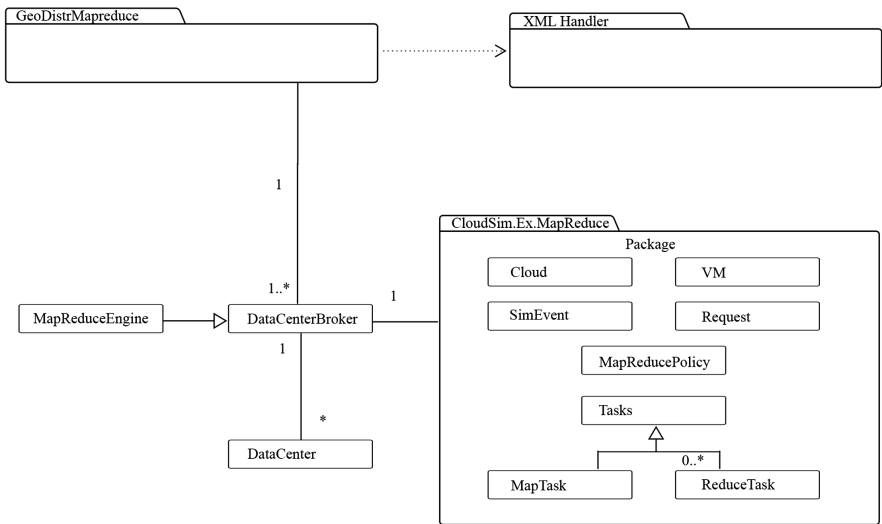 GeoDistrMapreduce
XML Handler
1
CloudSim.Ex.MapReduce
Package
Cloud
VM
1..*
1
MapReduceEngine
DataCenterBroker
SimEvent
Request
1
MapReducePolicy
Tasks
*
0..*
DataCenter
MapTask
ReduceTask